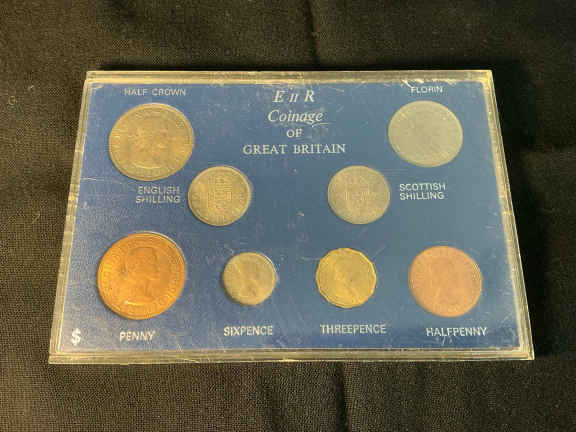 HALF CROWN
E II R
Coinage
OF
GREAT BRITAIN
FLORIN
ENGLISH
SHILLING
SCOTTISH
SHILLING
PENNY
SIXPENCE
THREEPENCE
HALFPENNY
$